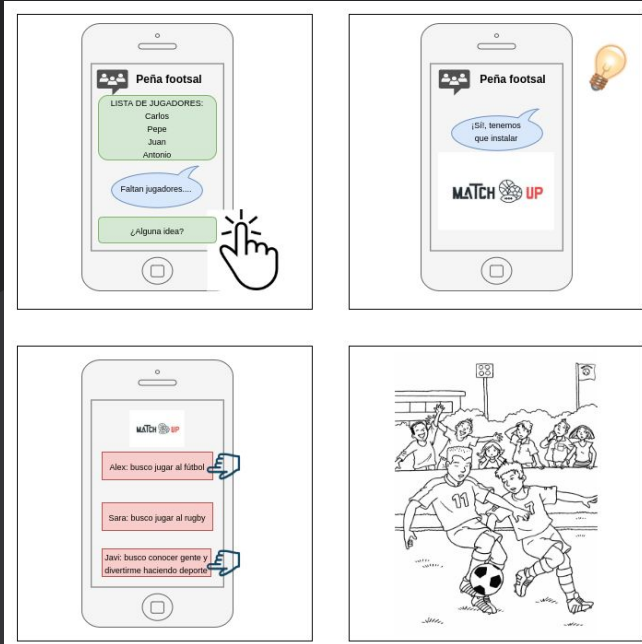 Peña footsal
LISTA DE JUGADORES:
Carlos
Pepe
Juan
Antonio
Faltan jugadores....
¿Alguna idea?
Peña footsal
¡Síí, tenemos
que instalar
MATCH UP
MATCH UP
Alex: busco jugar al fútbol
Sara: busco jugar al rugby
Javi: busco conocer gente y
divertirme haciendo deporte
11
7